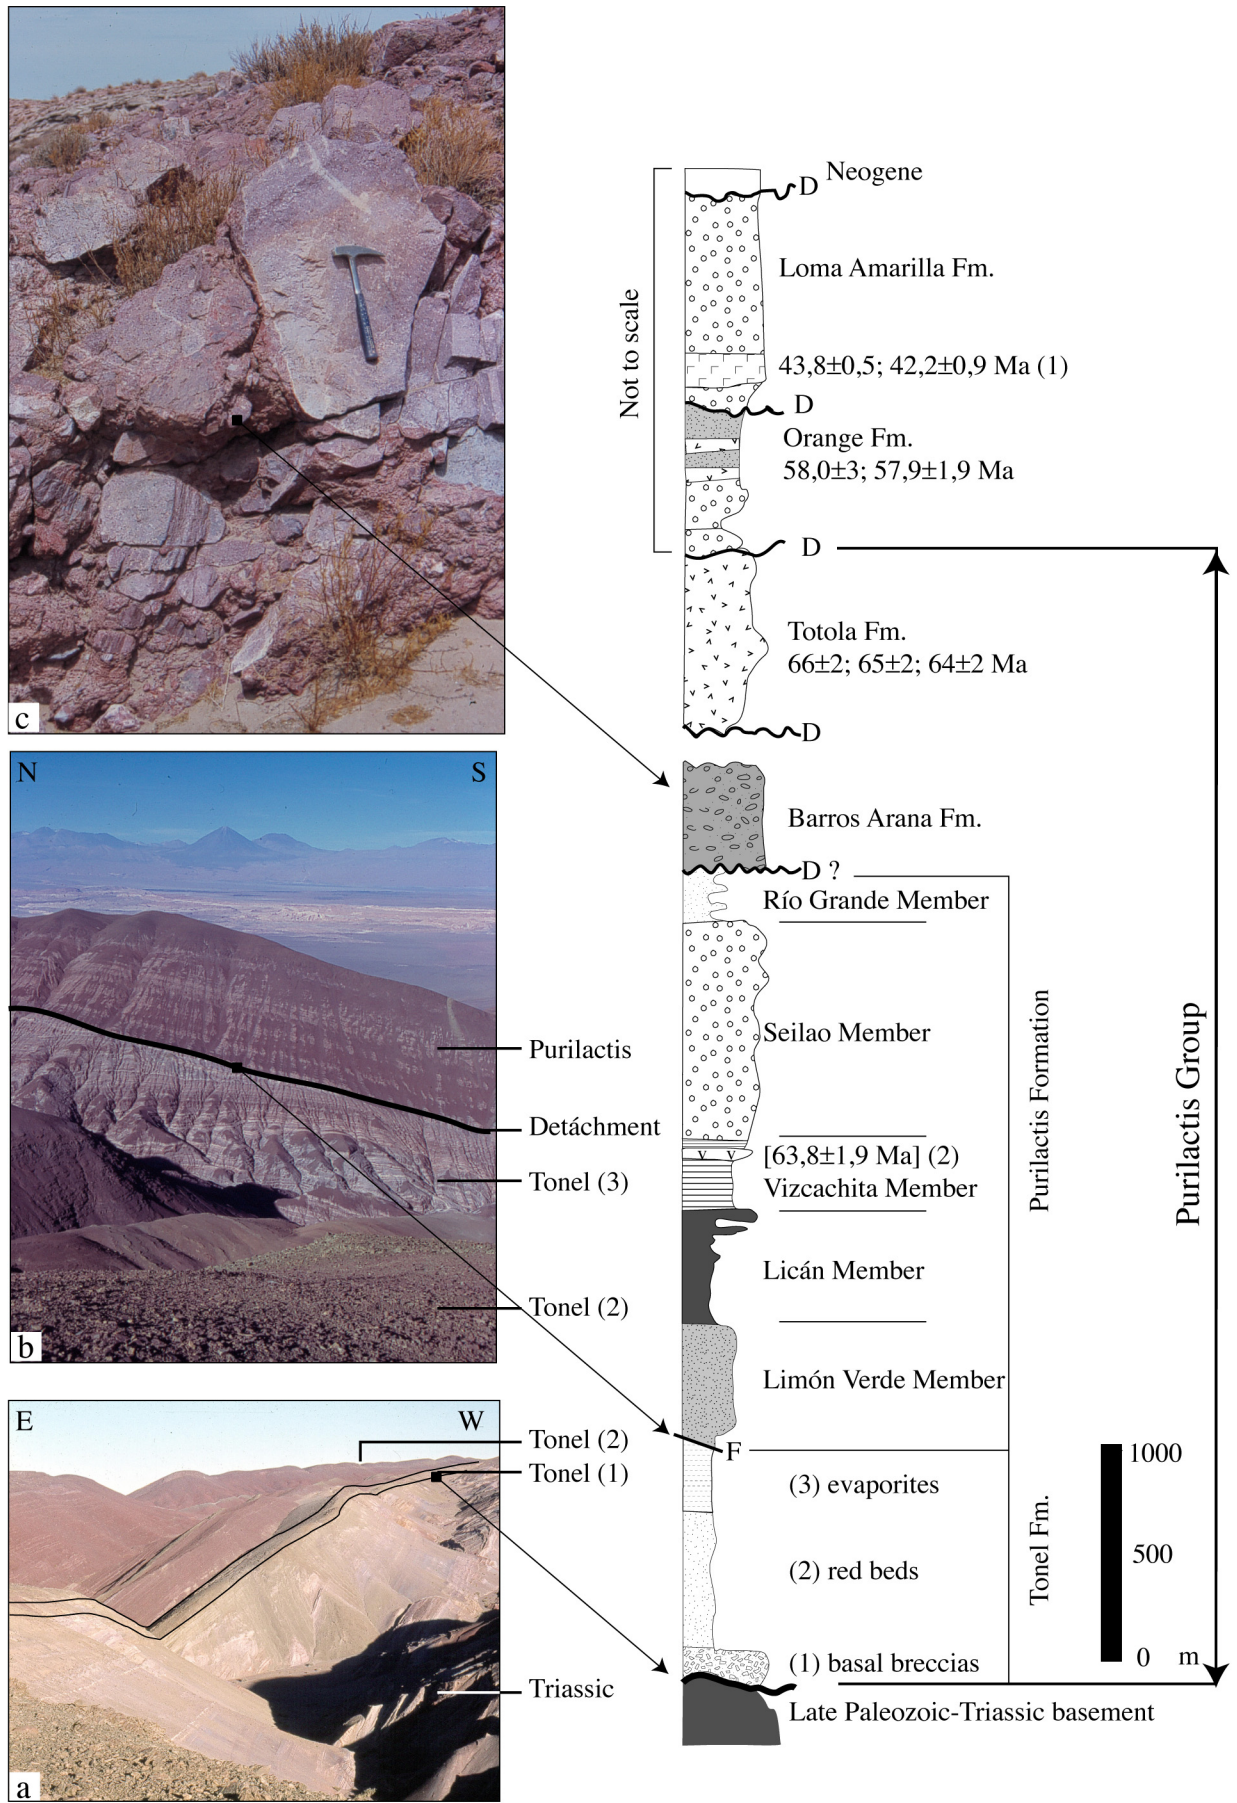 c
N
S
Purilactis
Detáchment
Tonel (3)
Tonel (2)
b
E
W
Tonel (2)
Tonel (1)
Triassic
a
D Neogene
Loma Amarilla Fm.
Not to scale
43,8±0,5; 42,2±0,9 Ma (1)
D
Orange Fm.
58,0±3; 57,9±1,9 Ma
D
Totola Fm.
66±2; 65±2; 64±2 Ma
D
Barros Arana Fm.
D ?
Río Grande Member
Seilao Member
v v
[63,8±1,9 Ma] (2)
Vizcachita Member
Licán Member
Limón Verde Member
F
(3) evaporites
(2) red beds
(1) basal breccias
Late Paleozoic-Triassic basement
Purilactis Formation
Tonel Fm.
Purilactis Group
1000
500
0 m